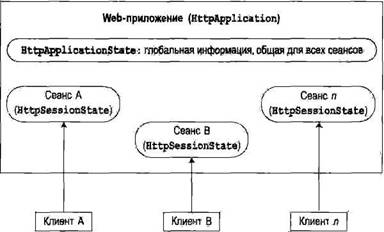 Web-приложение (HttpApplication)
HttpApplicationState: глобальная информация, общая для всех сеансов
Сеанс A
(HttpSessionState)
Сеанс B
(HttpSessionState)
Сеанс n
(HttpSessionState)
Клиент A
Клиент B
Клиент n